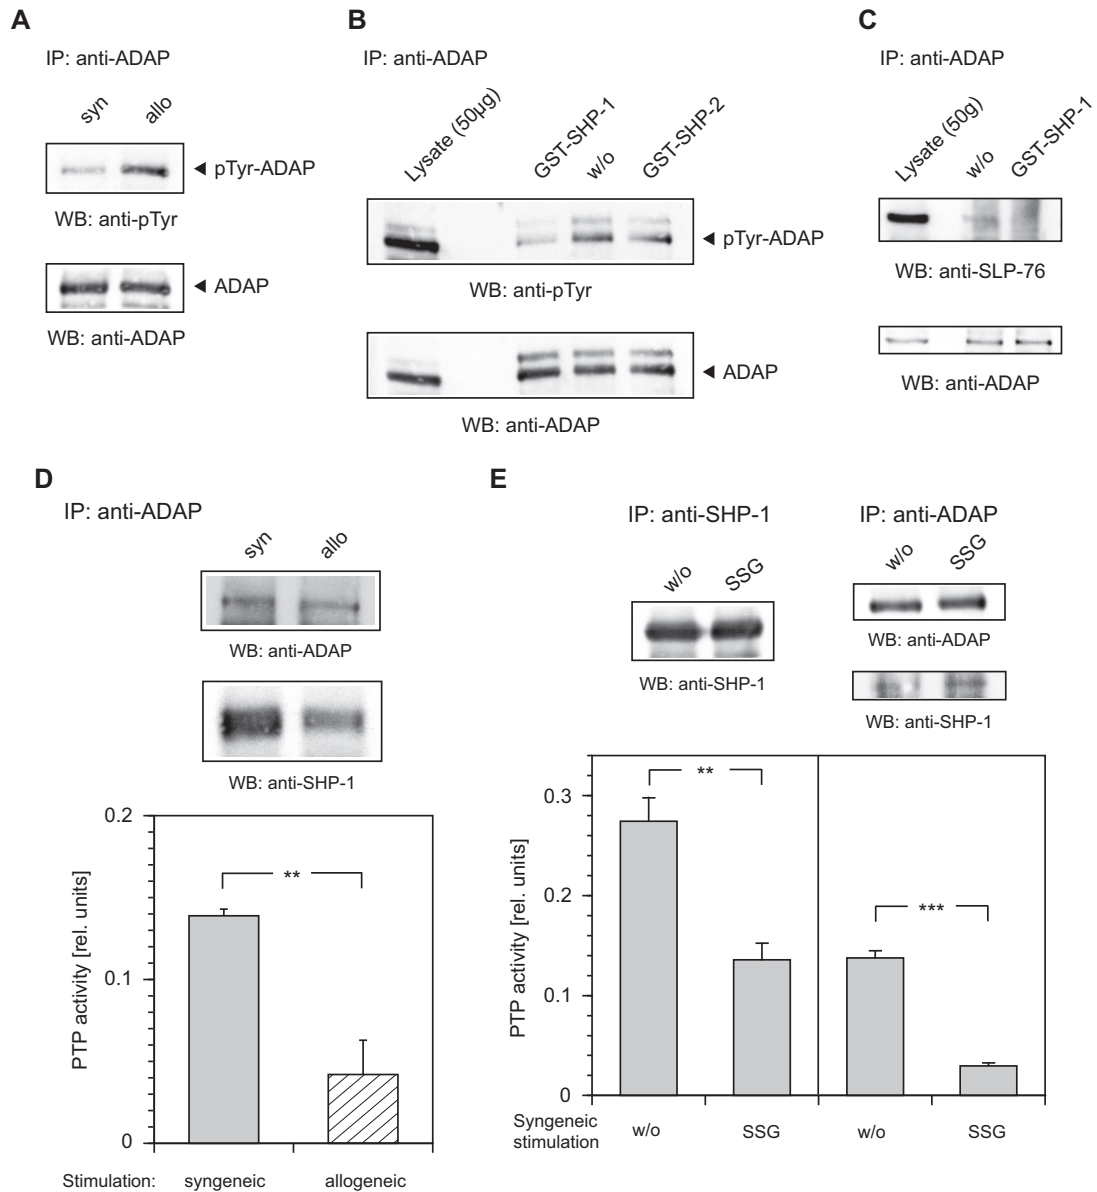 A
IP: anti-ADAP
syn
allo
pTyr-ADAP
WB: anti-pTyr
ADAP
WB: anti-ADAP
B
IP: anti-ADAP
Lysate (50µg)
GST-SHP-1
w/o
GST-SHP-2
pTyr-ADAP
WB: anti-pTyr
ADAP
WB: anti-ADAP
C
IP: anti-ADAP
Lysate (50g)
w/o
GST-SHP-1
WB: anti-SLP-76
WB: anti-ADAP
D
IP: anti-ADAP
syn
allo
WB: anti-ADAP
WB: anti-SHP-1
0.2
**
0.1
0
PTP activity [rel. units]
Stimulation: syngeneic allogeneic
E
IP: anti-SHP-1
w/o
SSG
WB: anti-SHP-1
IP: anti-ADAP
w/o
SSG
WB: anti-ADAP
WB: anti-SHP-1
**
0.3
0.2
***
0.1
0
PTP activity [rel. units]
Syngeneic
stimulation
w/o SSG w/o SSG